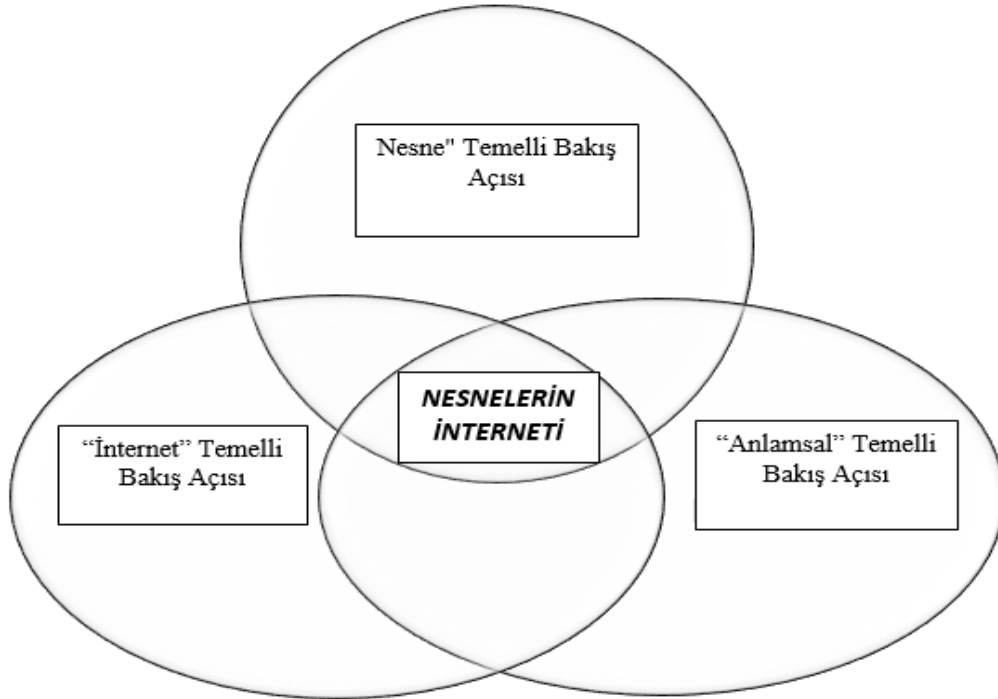 Nesne" Temelli Bakış
Açısı
NESNELERİN
İNTERNETİ
“İnternet” Temelli
Bakış Açısı
“Anlamsal” Temelli
Bakış Açısı